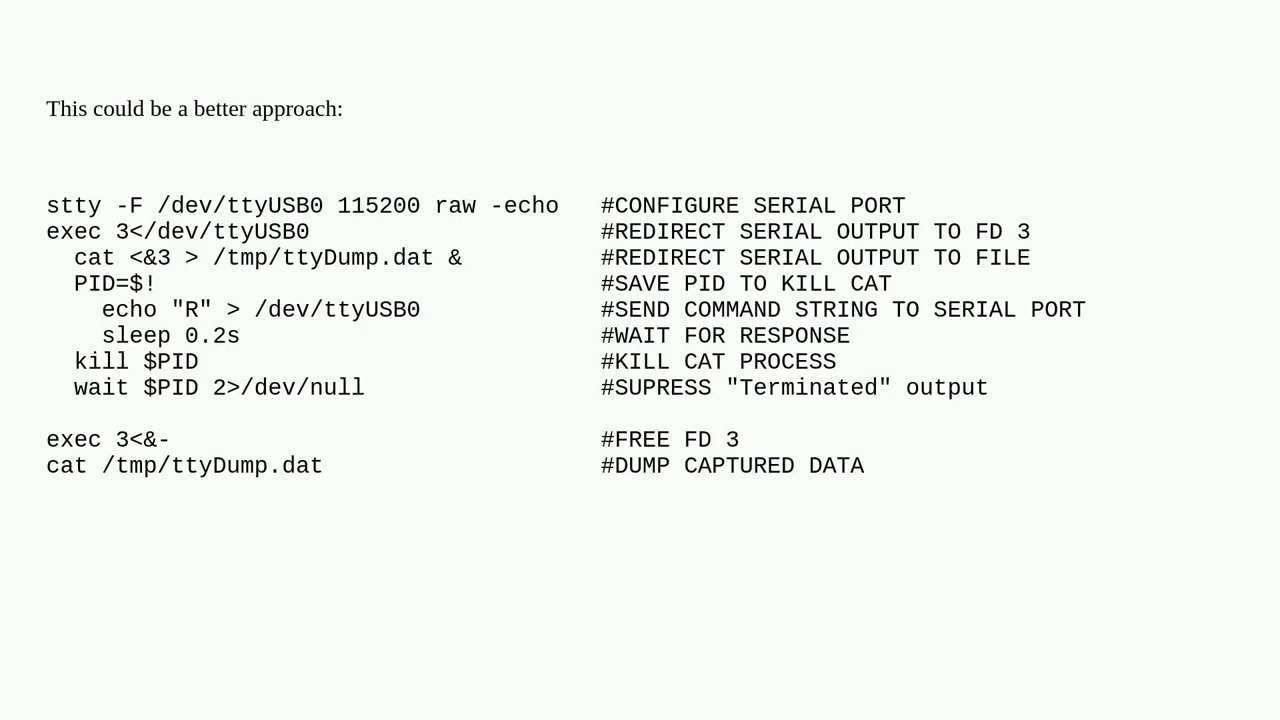 This could be a better approach:
stty -F /dev/ttyUSB0 115200 raw -echo   #CONFIGURE SERIAL PORT
exec 3</dev/ttyUSB0                     #REDIRECT SERIAL OUTPUT TO FD 3
  cat <&3 > /tmp/ttyDump.dat &          #REDIRECT SERIAL OUTPUT TO FILE
  PID=$!                                #SAVE PID TO KILL CAT
    echo "R" > /dev/ttyUSB0             #SEND COMMAND STRING TO SERIAL PORT
    sleep 0.2s                          #WAIT FOR RESPONSE
  kill $PID                             #KILL CAT PROCESS
  wait $PID 2>/dev/null                 #SUPRESS "Terminated" output
exec 3<&-                               #FREE FD 3
cat /tmp/ttyDump.dat                    #DUMP CAPTURED DATA